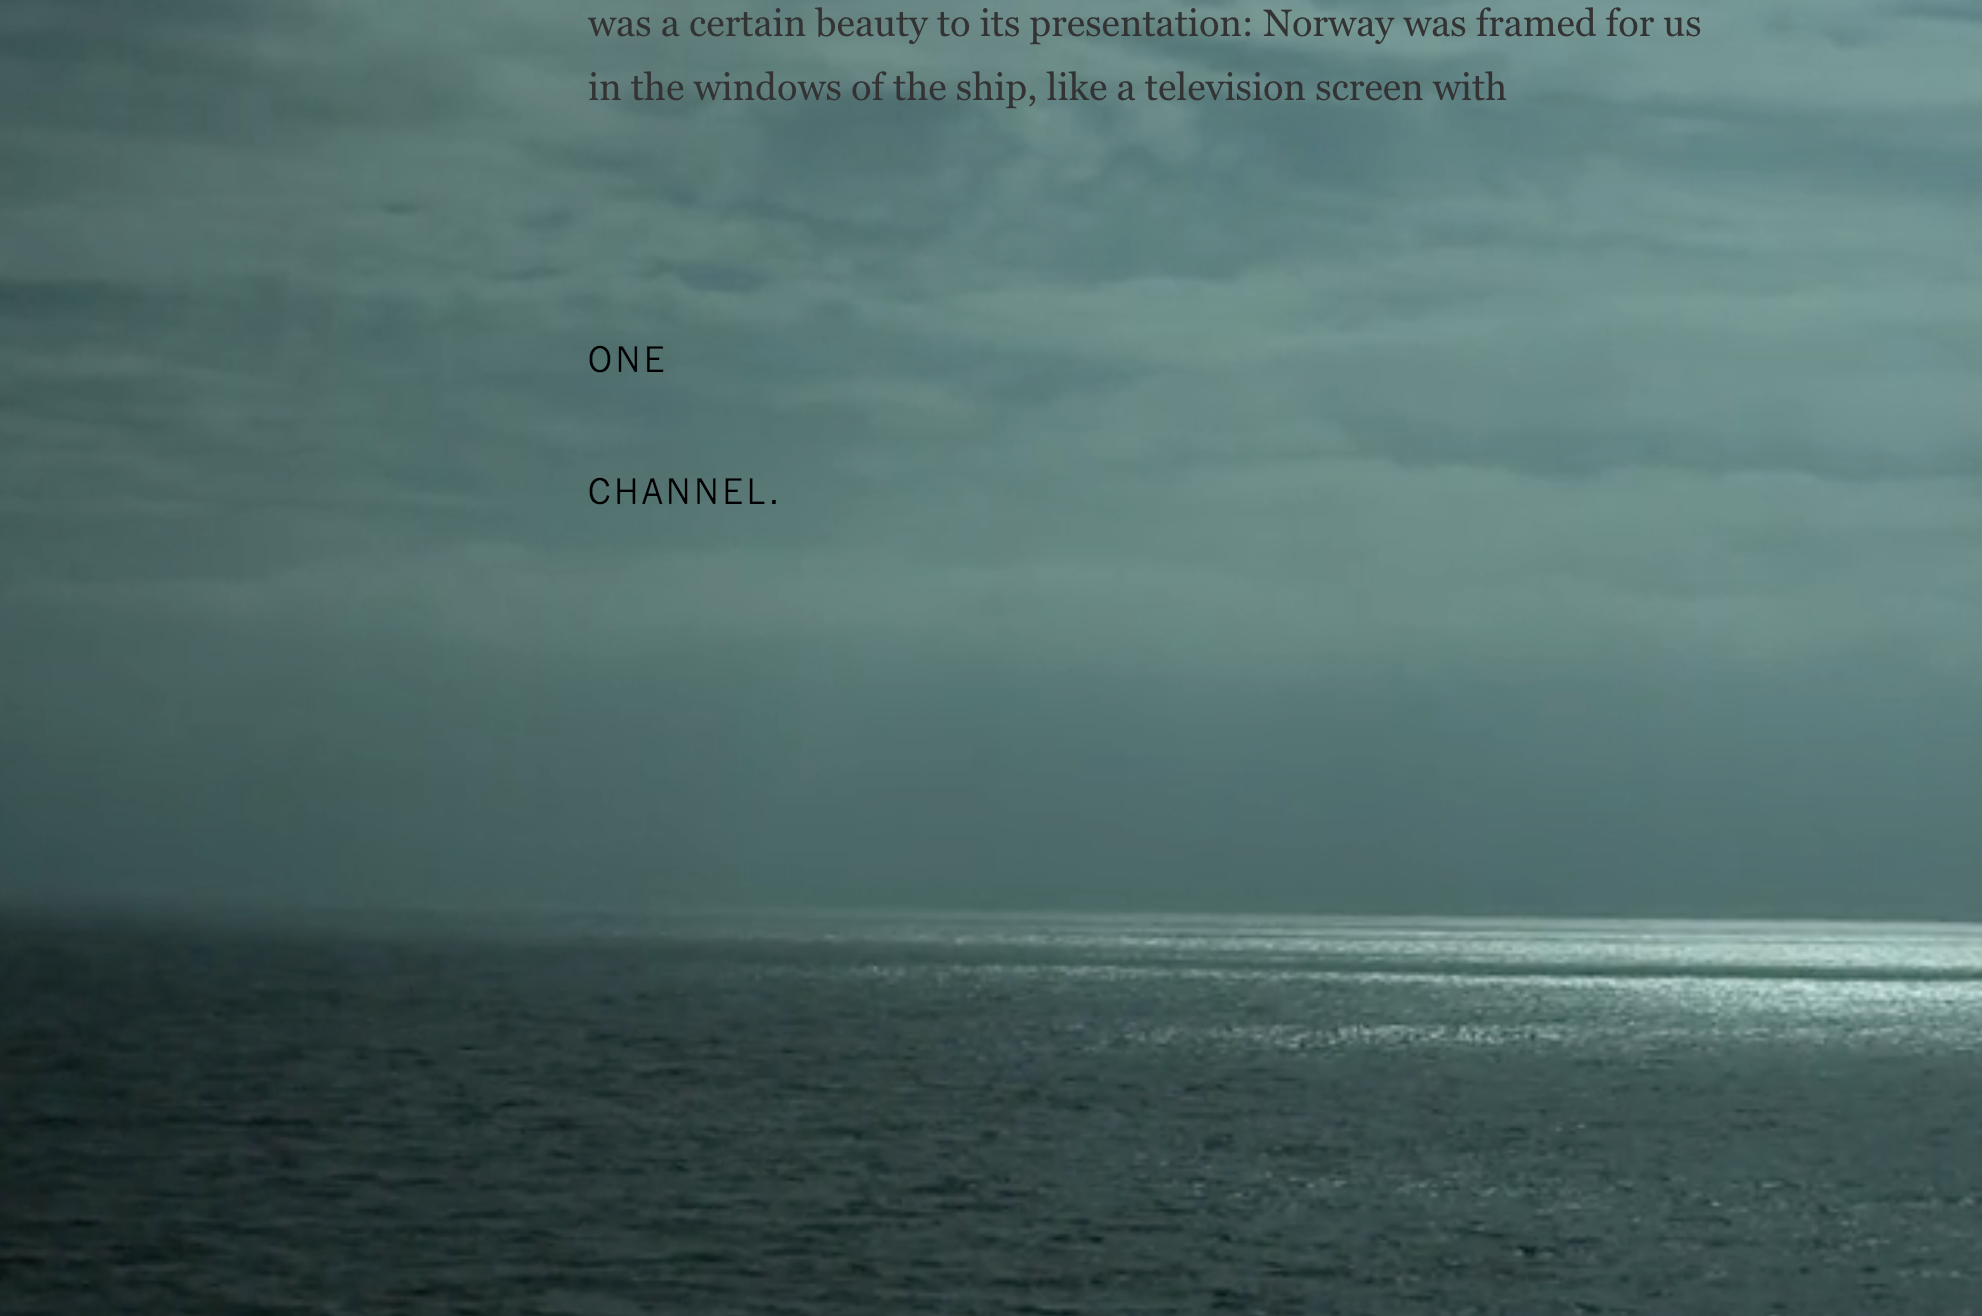 was a certain beauty to its presentation: Norway was framed for us
in the windows of the ship, like a television screen with
ONE
CHANNEL.